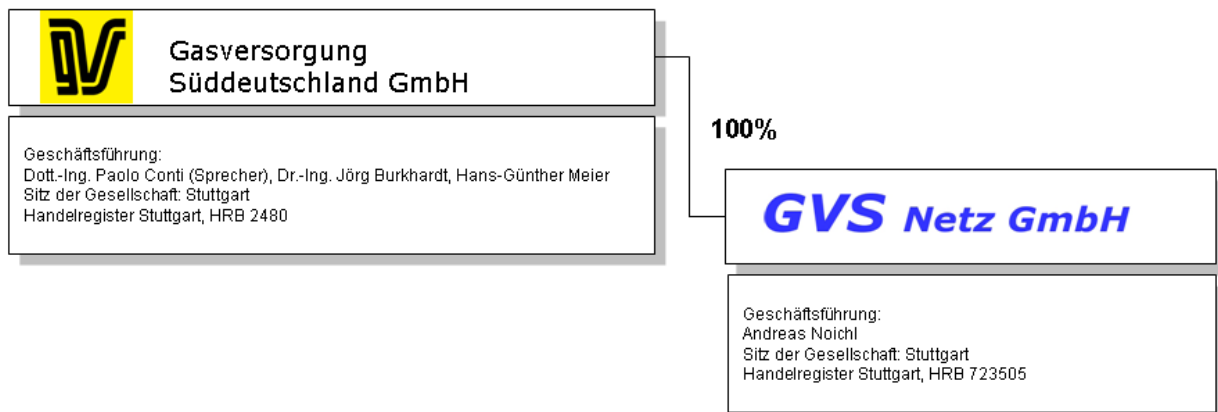 gvs
Gasversorgung
Süddeutschland GmbH
Geschäftsführung:
Dott.-Ing. Paolo Conti (Sprecher), Dr.-Ing. Jörg Burkhardt, Hans-Günther Meier
Sitz der Gesellschaft: Stuttgart
Handelregister Stuttgart, HRB 2480
100%
GVS Netz GmbH
Geschäftsführung:
Andreas Noichl
Sitz der Gesellschaft: Stuttgart
Handelregister Stuttgart, HRB 723505